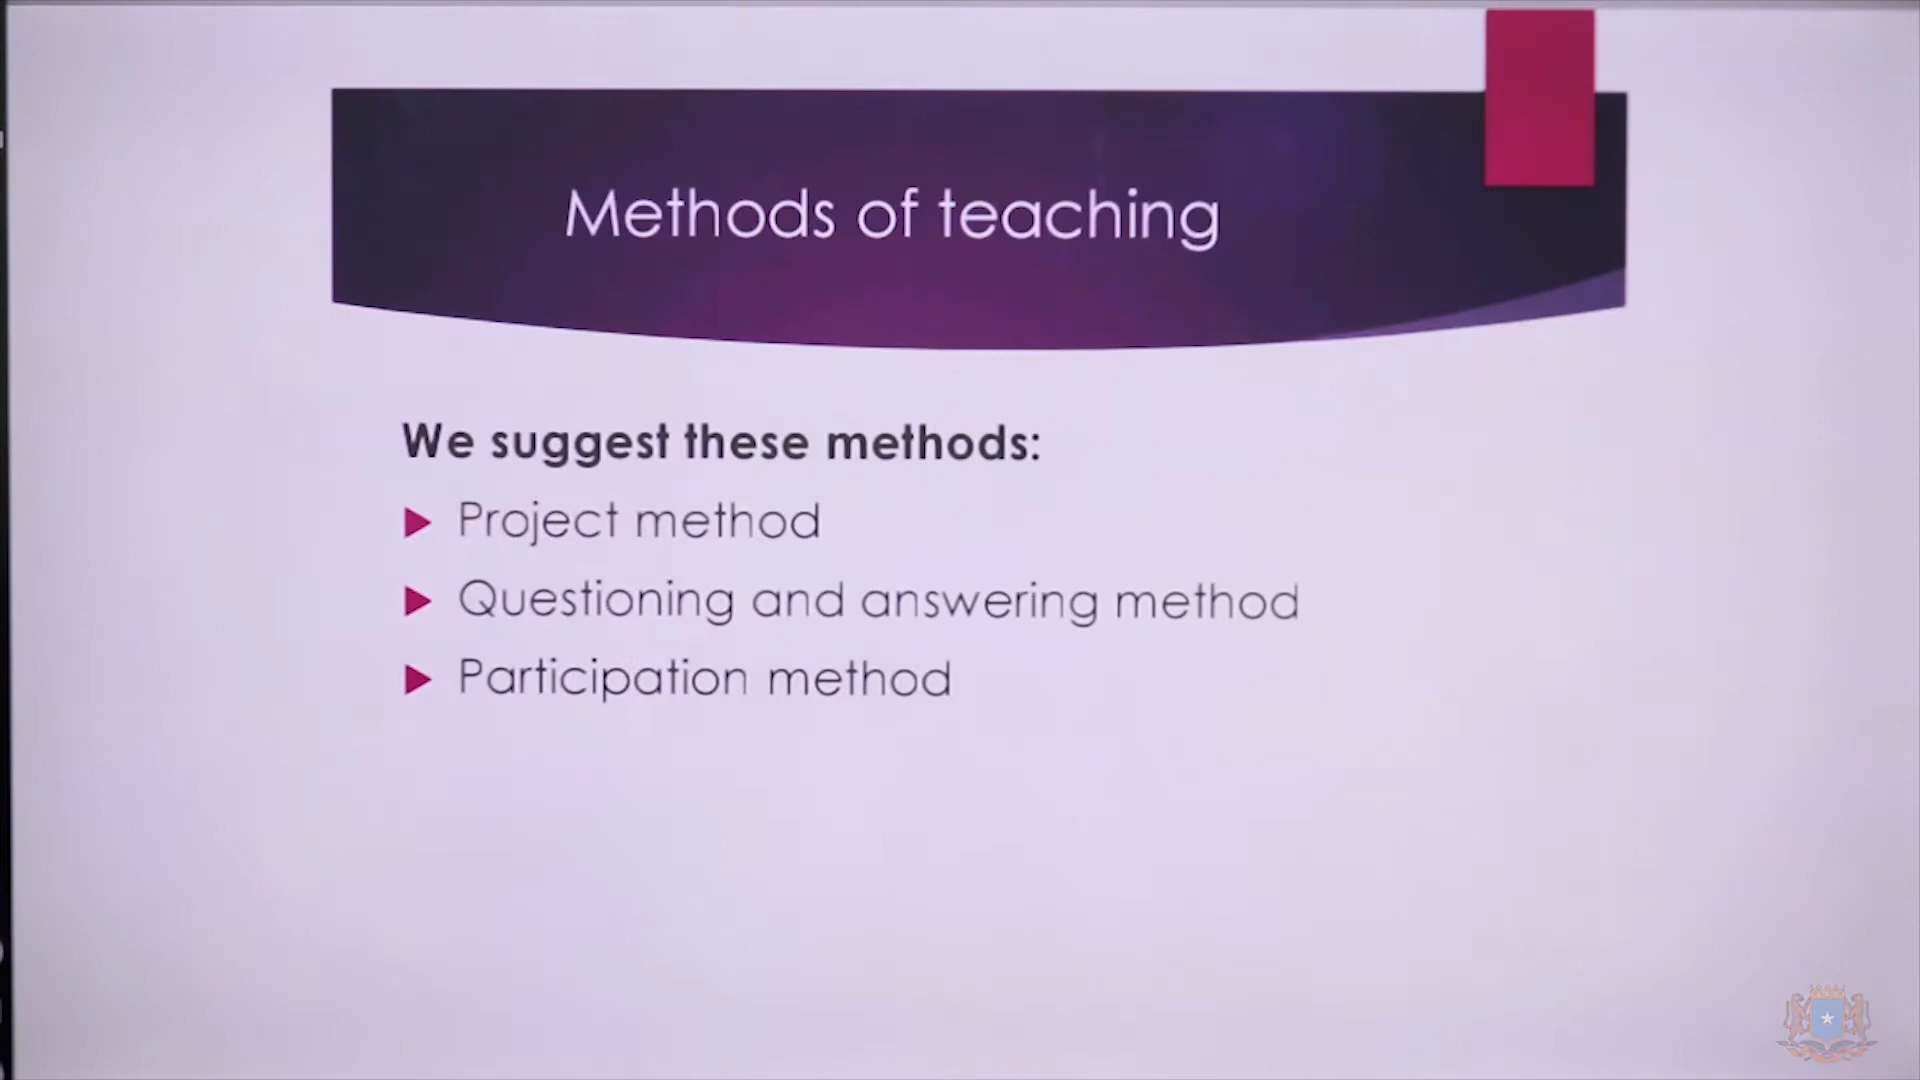 Methods of teaching
We suggest these methods:
Project method
Questioning and answering method
Participation method